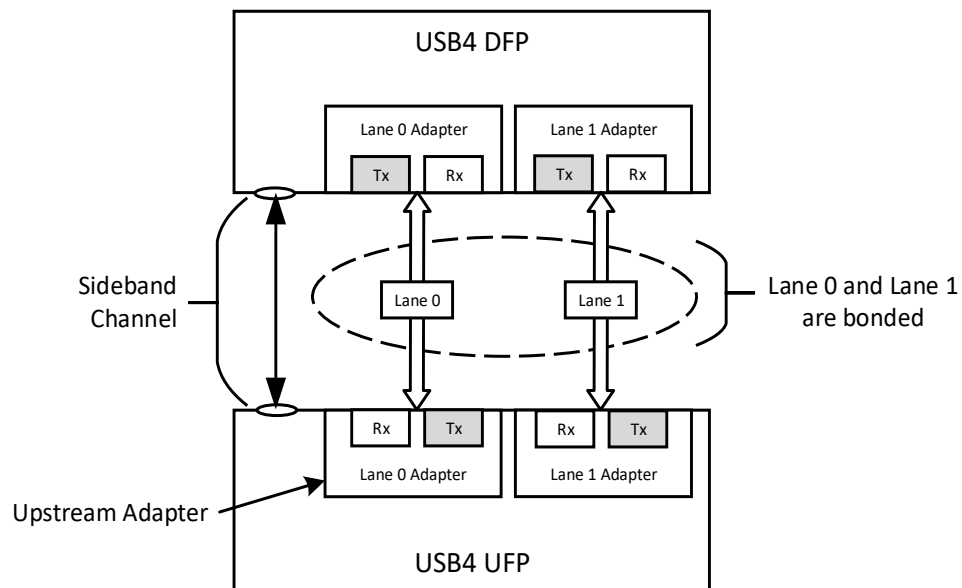 USB4 DFP
Lane 0 Adapter
Lane 1 Adapter
Tx
Rx
Tx
Rx
Sideband
Channel
Lane 0
Lane 1
Lane 0 and Lane 1
are bonded
Rx
Tx
Rx
Tx
Lane 0 Adapter
Lane 1 Adapter
Upstream Adapter
USB4 UFP